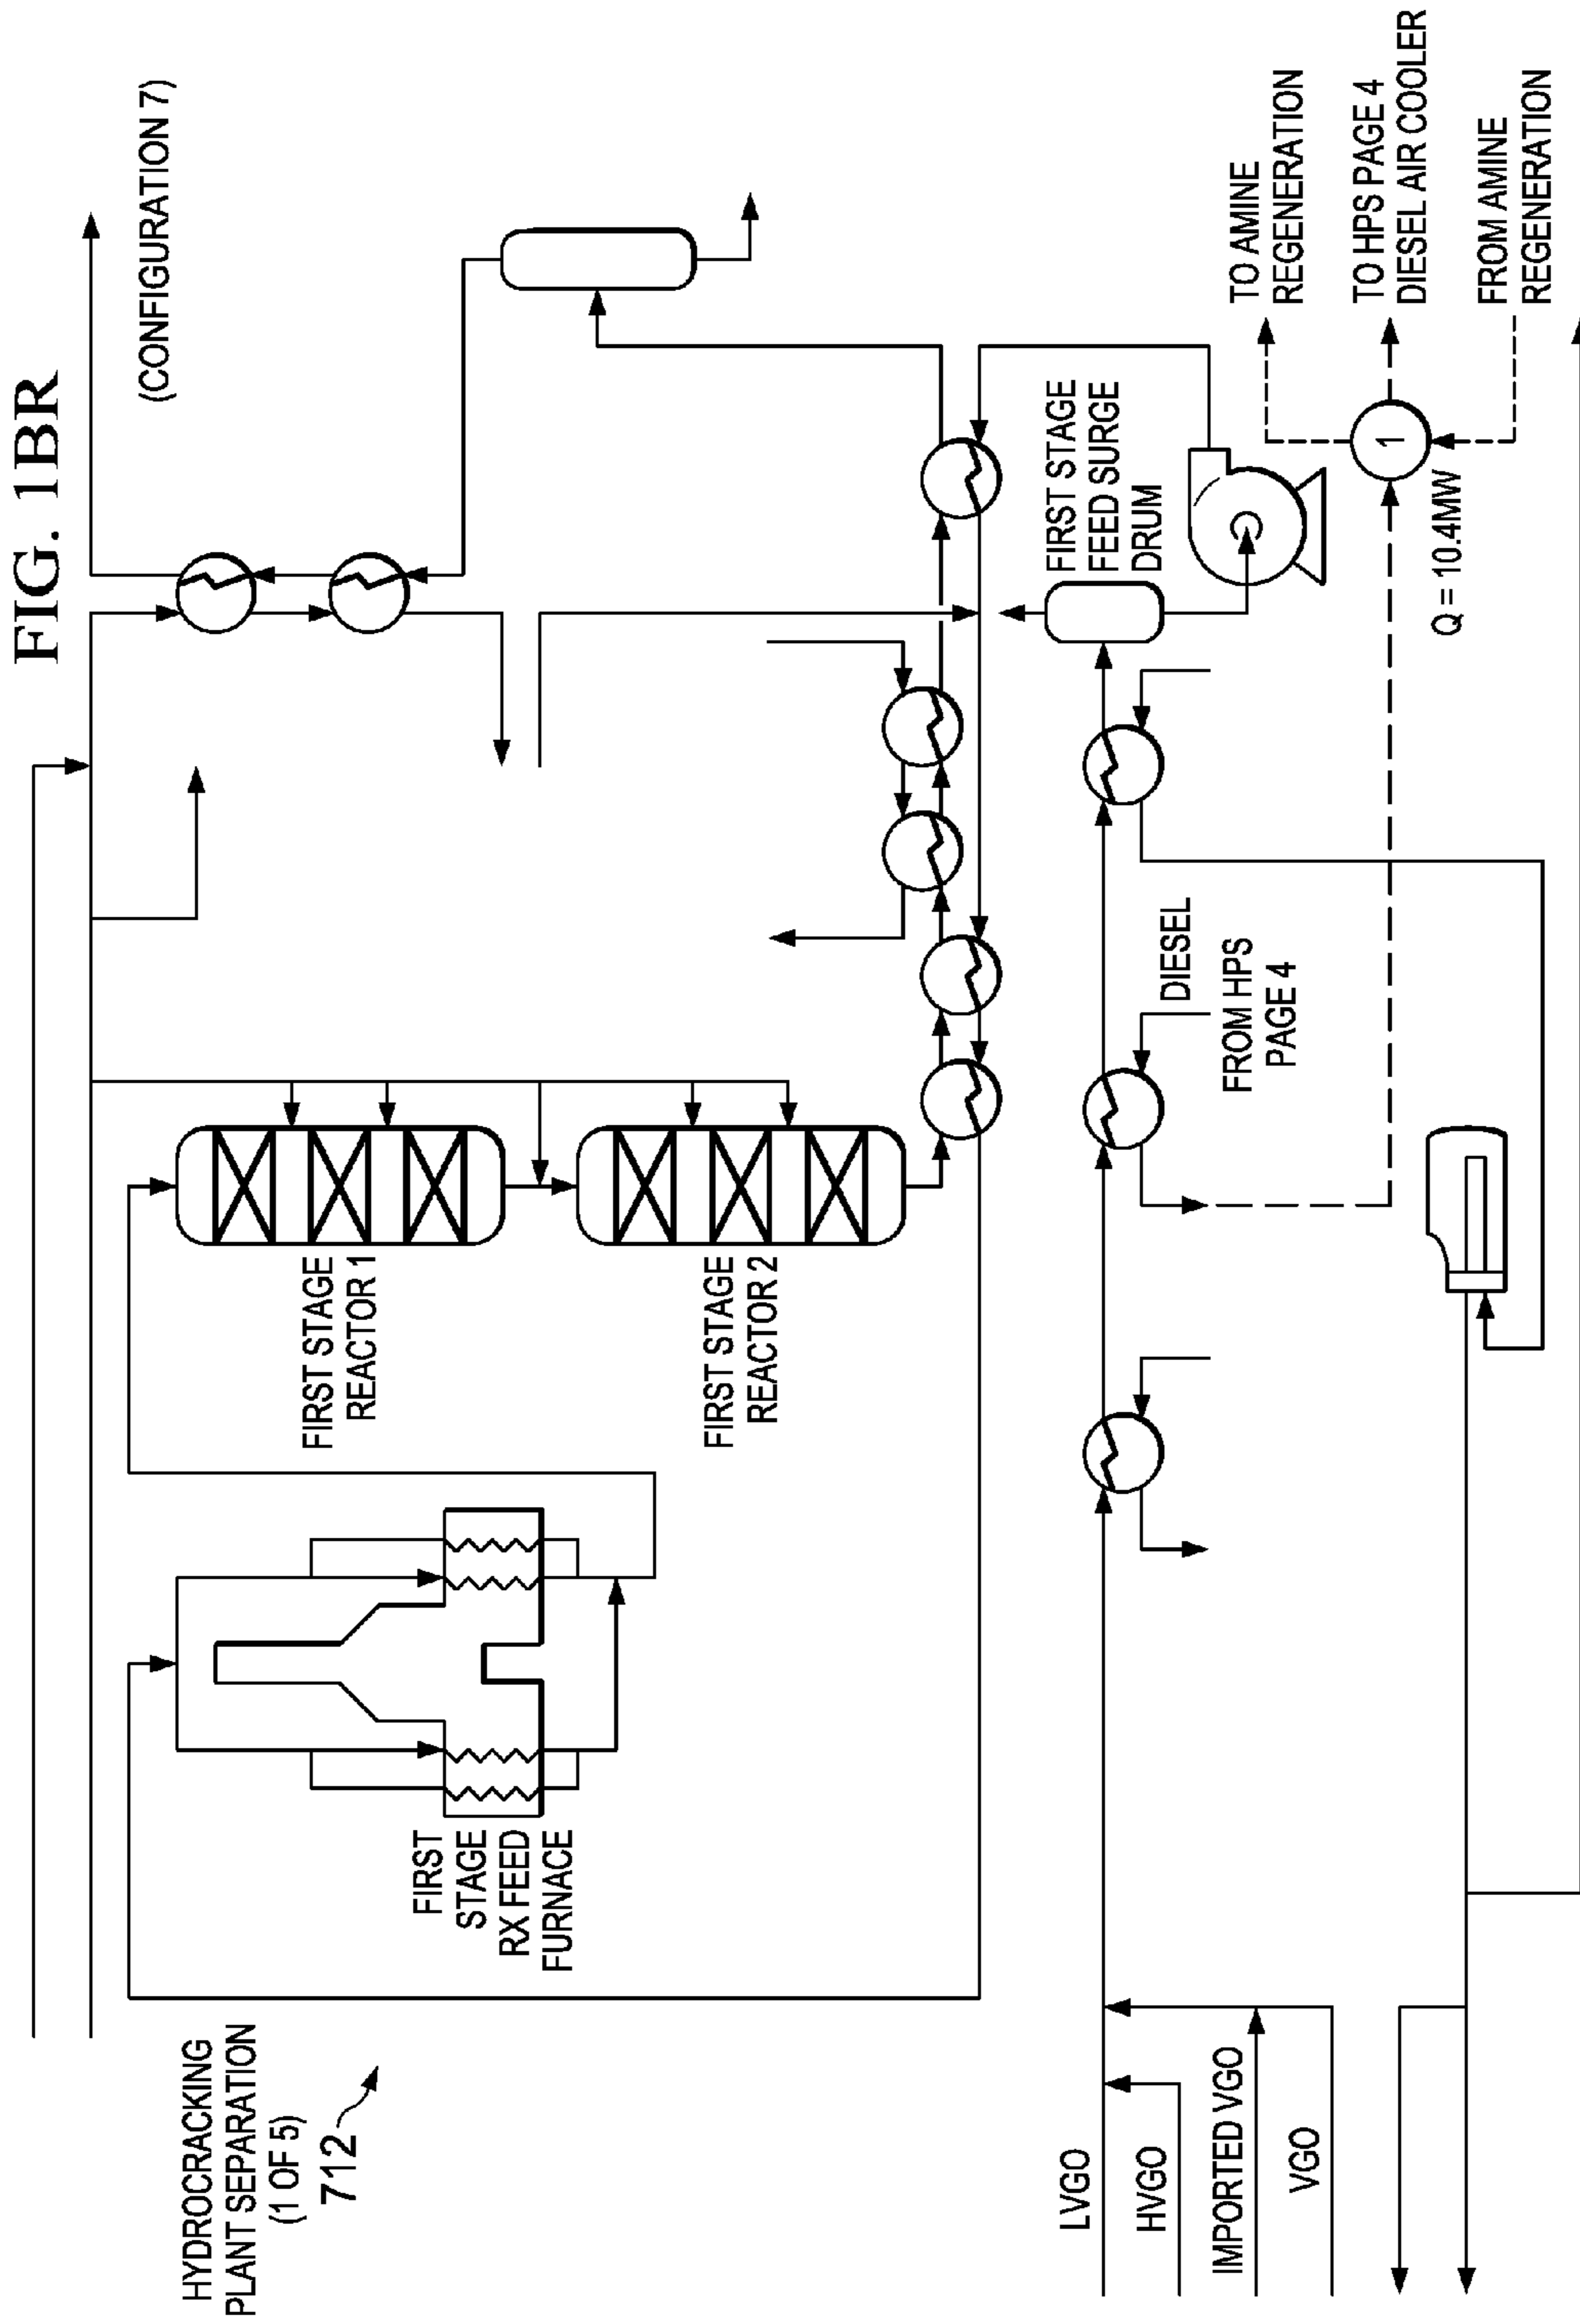 FIG. 1BR
(CONFIGURATION 7)
HYDROCRACKING
PLANT SEPARATION
(1 OF 5)
712
FIRST
STAGE
RX FEED
FURNACE
FIRST STAGE
REACTOR 1
FIRST STAGE
REACTOR 2
FIRST STAGE
FEED SURGE
DRUM
LVGO
HVGO
IMPORTED VGO
VGO
DIESEL
FROM HPS
PAGE 4
Q = 10.4MW
1
TO AMINE
REGENERATION
TO HPS PAGE 4
DIESEL AIR COOLER
FROM AMINE
REGENERATION